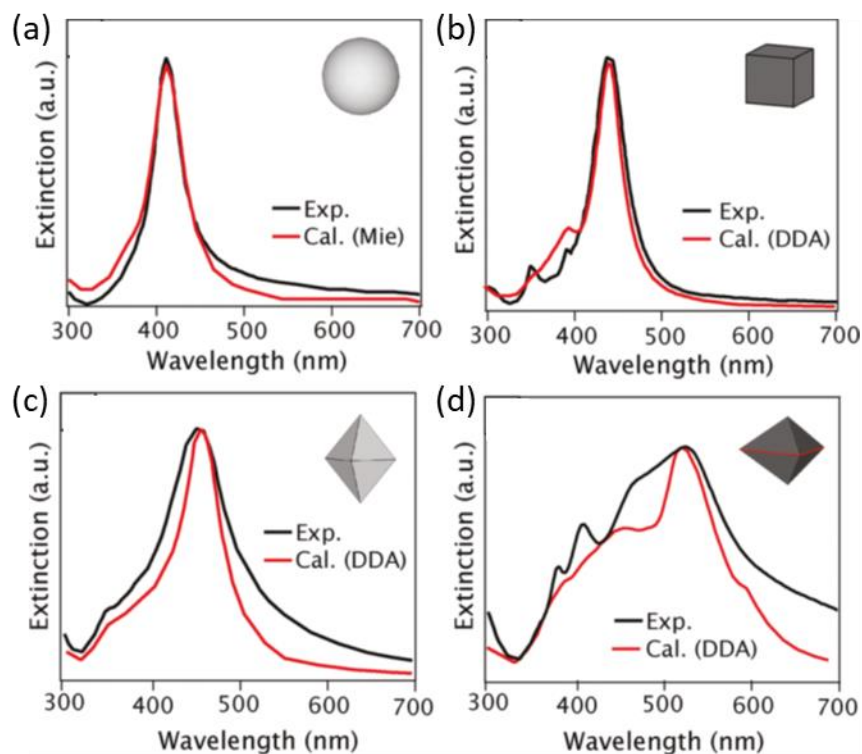 (a)
Extinction (a.u.)
Exp.
Cal. (Mie)
300 400 500 600 700
Wavelength (nm)
(b)
Extinction (a.u.)
Exp.
Cal. (DDA)
300 400 500 600 700
Wavelength (nm)
(c)
Extinction (a.u.)
Exp.
Cal. (DDA)
300 400 500 600 700
Wavelength (nm)
(d)
Extinction (a.u.)
Exp.
Cal. (DDA)
300 400 500 600 700
Wavelength (nm)